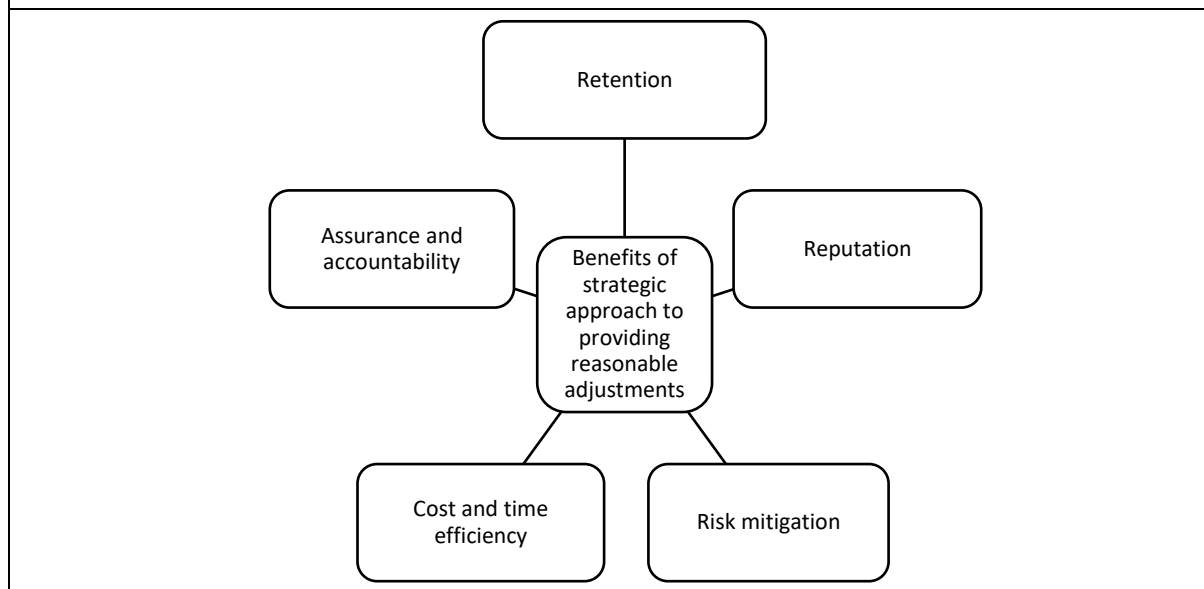 Retention
Assurance and
accountability
Reputation
Benefits of
strategic
approach to
providing
reasonable
adjustments
Cost and time
efficiency
Risk mitigation